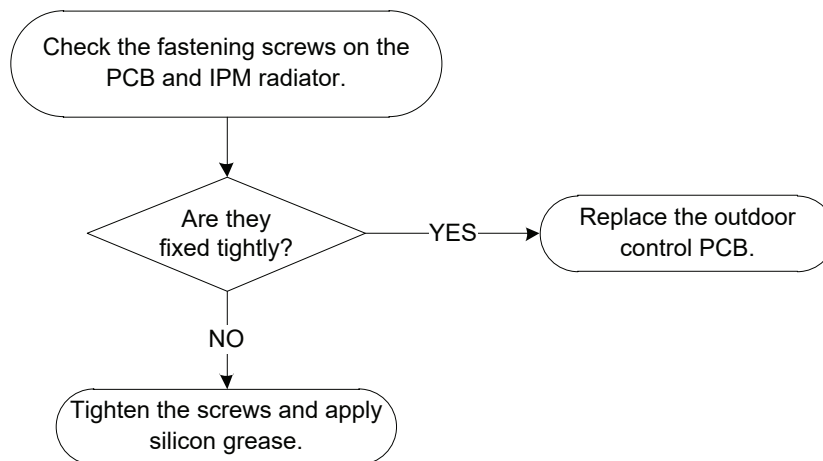 Check the fastening screws on the
PCB and IPM radiator.
Are they
fixed tightly?
YES
Replace the outdoor
control PCB.
NO
Tighten the screws and apply
silicon grease.